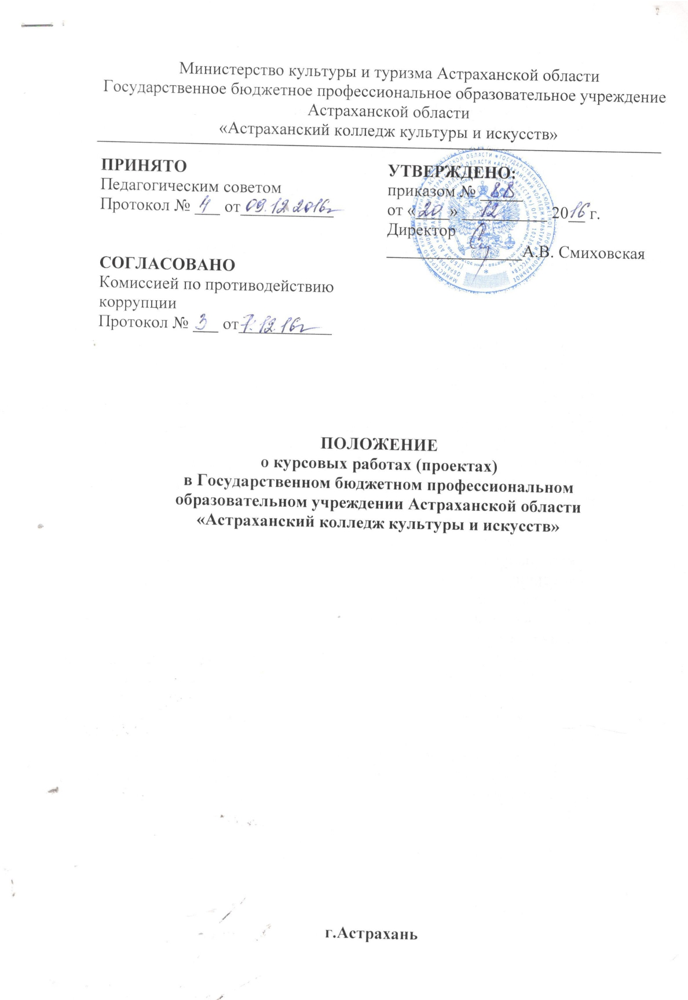 Министерство культуры и туризма Астраханской области
Государственное бюджетное профессиональное образовательное учреждение
Астраханской области
«Астраханский колледж культуры и искусств»
ПРИНЯТО
Педагогическим советом
Протокол № 4 от 09.12.2016г
СОГЛАСОВАНО
Комиссией по противодействию
коррупции
Протокол № 3 от 7.12.16г
УТВЕРЖДЕНО:
приказом № 88
от «20» 12 2016 г.
Директор
А.В. Смиховская
ПОЛОЖЕНИЕ
о курсовых работах (проектах)
в Государственном бюджетном профессиональном
образовательном учреждении Астраханской области
«Астраханский колледж культуры и искусств»
г.Астрахань